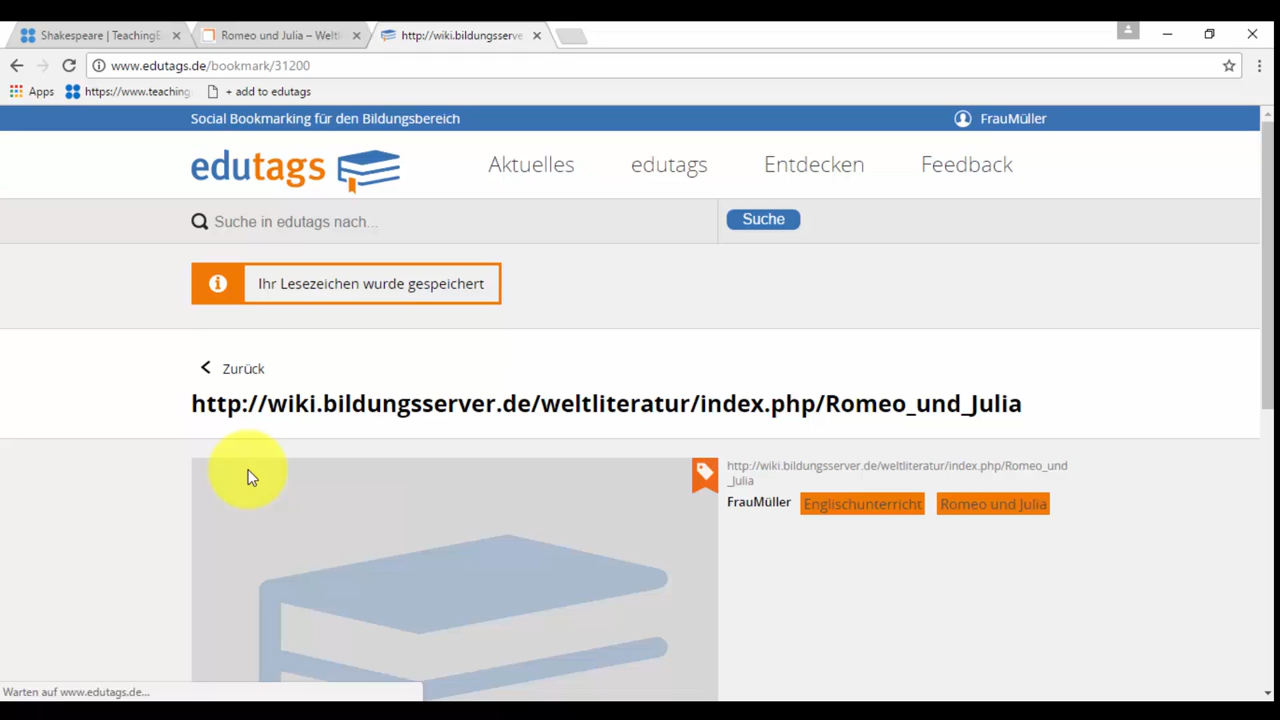 Shakespeare | TeachingE
Romeo und Julia – Weltl
http://wiki.bildungsserve
www.edutags.de/bookmark/31200
Apps
https://www.teaching
+ add to edutags
Social Bookmarking für den Bildungsbereich
FrauMüller
edutags
Aktuelles
edutags
Entdecken
Feedback
Suche in edutags nach...
Suche
Ihr Lesezeichen wurde gespeichert
Zurück
http://wiki.bildungsserver.de/weltliteratur/index.php/Romeo_und_Julia
http://wiki.bildungsserver.de/weltliteratur/index.php/Romeo_und
_Julia
FrauMüller Englischunterricht Romeo und Julia
Warten auf www.edutags.de...